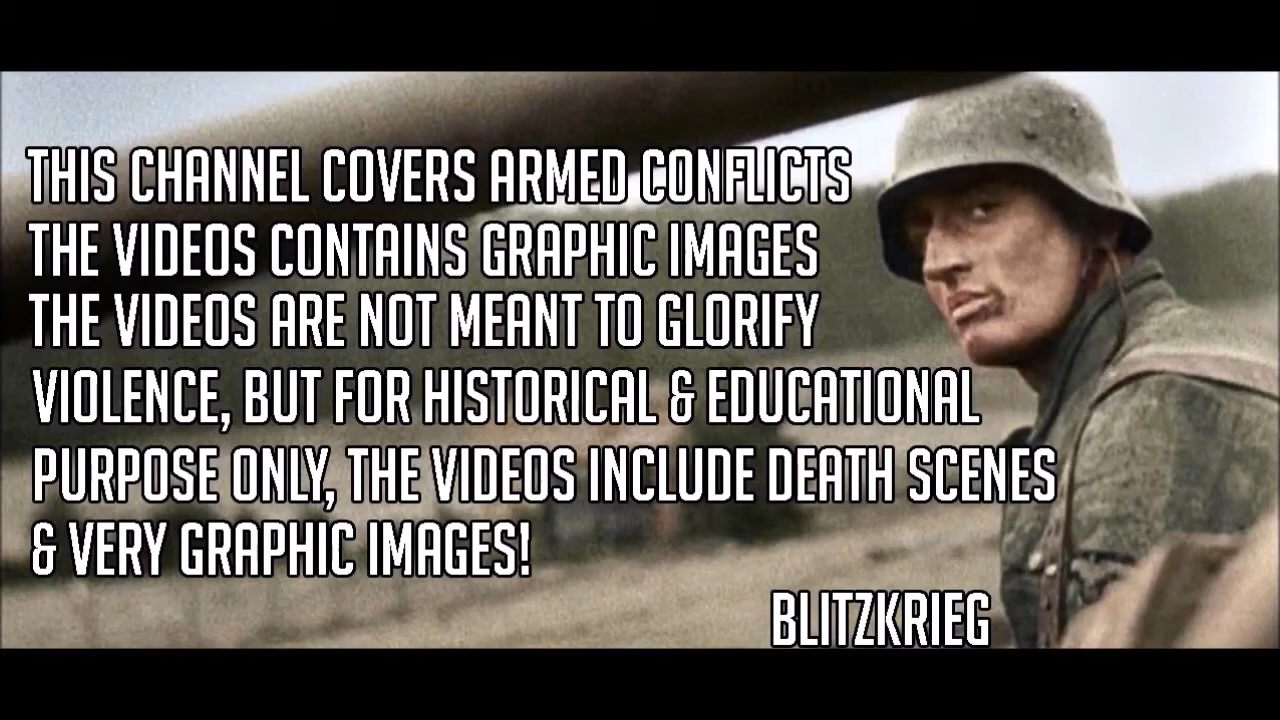 THIS CHANNEL COVERS ARMED CONFLICTS
THE VIDEOS CONTAINS GRAPHIC IMAGES
THE VIDEOS ARE NOT MEANT TO GLORIFY
VIOLENCE, BUT FOR HISTORICAL & EDUCATIONAL
PURPOSE ONLY, THE VIDEOS INCLUDE DEATH SCENES
& VERY GRAPHIC IMAGES!
BLITZKRIEG